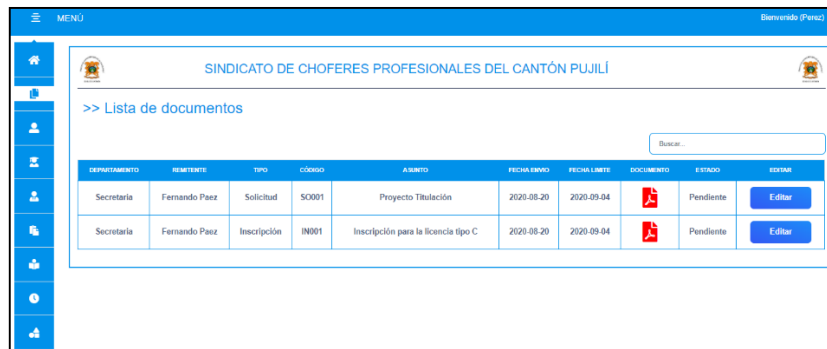 MENÚ
Bienvenido (Perez)
SINDICATO DE CHOFERES PROFESIONALES DEL CANTÓN PUJILÍ
>> Lista de documentos
Buscar...
DEPARTAMENTO REMITENTE TIPO CÓDIGO ASUNTO FECHA ENVIO FECHA LIMITE DOCUMENTO ESTADO EDITAR
Secretaria Fernando Paez Solicitud SO001 Proyecto Titulación 2020-08-20 2020-09-04 Pendiente Editar
Secretaria Fernando Paez Inscripción IN001 Inscripción para la licencia tipo C 2020-08-20 2020-09-04 Pendiente Editar